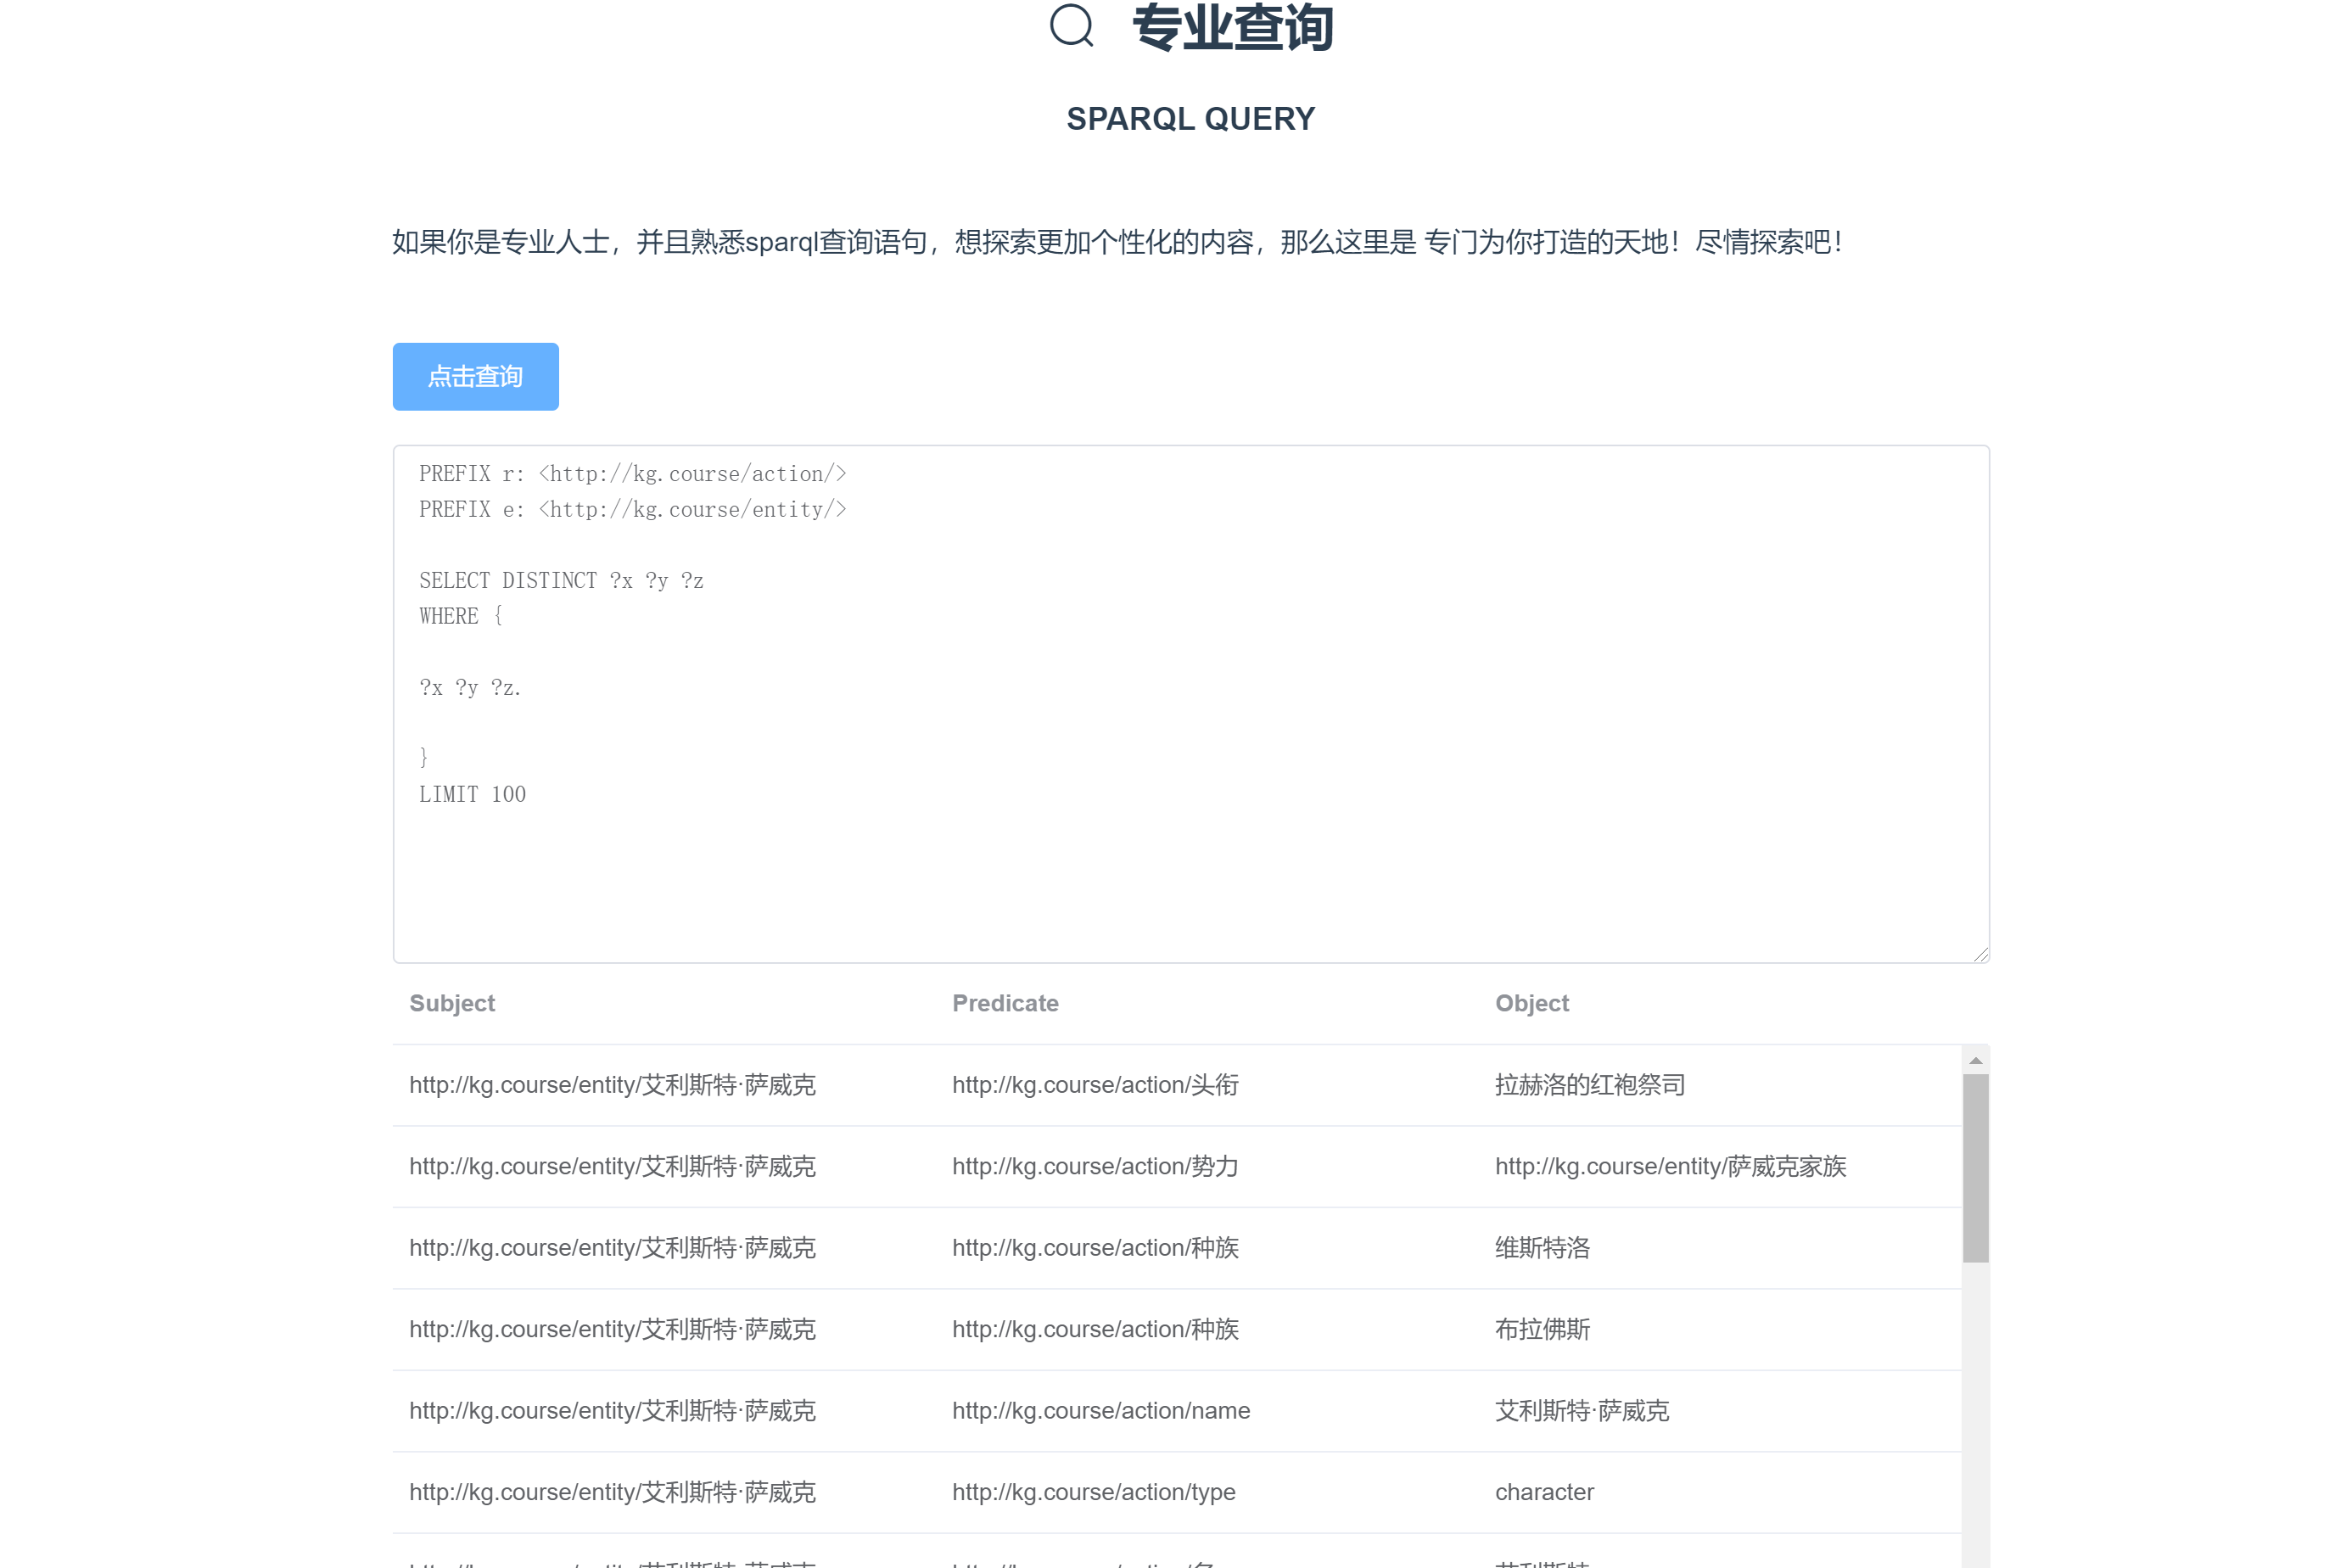 专业查询
SPARQL QUERY
如果你是专业人士，并且熟悉sparql查询语句，想探索更加个性化的内容，那么这里是 专门为你打造的天地！尽情探索吧！
点击查询
PREFIX r: <http://kg.course/action/>
PREFIX e: <http://kg.course/entity/>
SELECT DISTINCT ?x ?y ?z
WHERE {
?x ?y ?z.
}
LIMIT 100
Subject Predicate Object
http://kg.course/entity/艾利斯特·萨威克 http://kg.course/action/头衔 拉赫洛的红袍祭司
http://kg.course/entity/艾利斯特·萨威克 http://kg.course/action/势力 http://kg.course/entity/萨威克家族
http://kg.course/entity/艾利斯特·萨威克 http://kg.course/action/种族 维斯特洛
http://kg.course/entity/艾利斯特·萨威克 http://kg.course/action/种族 布拉佛斯
http://kg.course/entity/艾利斯特·萨威克 http://kg.course/action/name 艾利斯特·萨威克
http://kg.course/entity/艾利斯特·萨威克 http://kg.course/action/type character